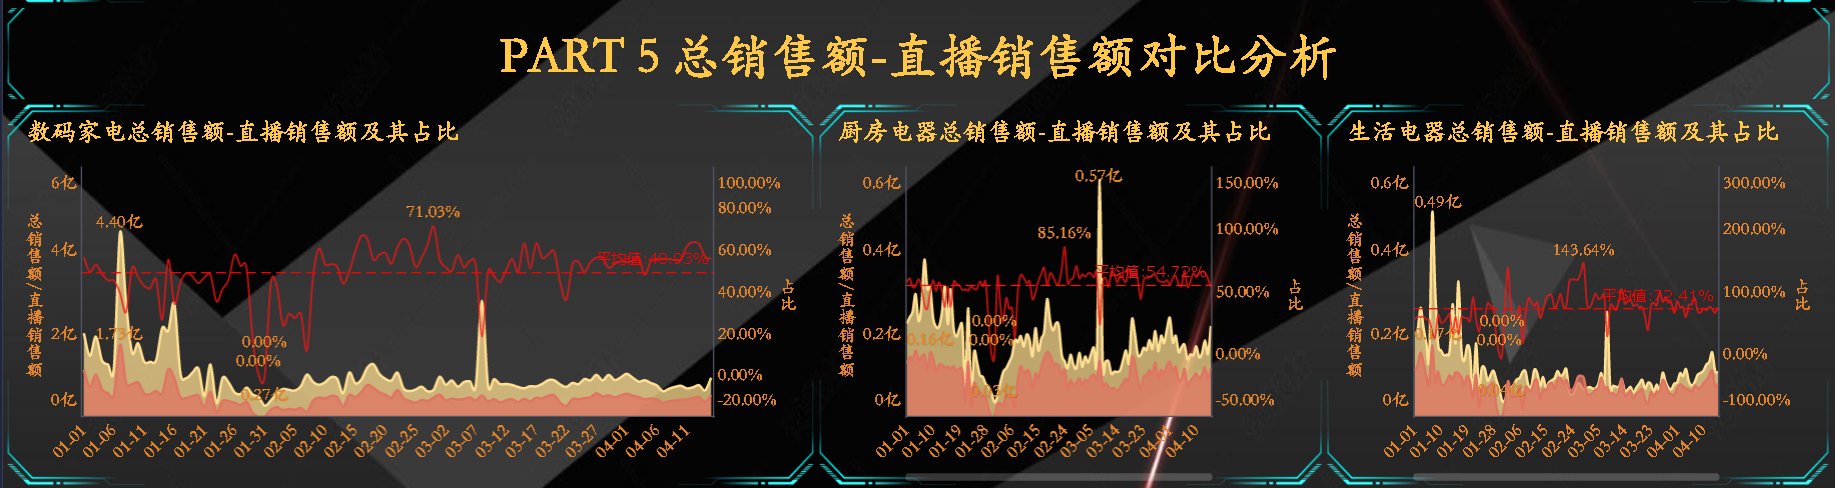 PART 5 总销售额-直播销售额对比分析
数码家电总销售额-直播销售额及其占比
6亿
4亿
2亿
0亿
总销售额/直播销售额
100.00%
80.00%
60.00%
40.00%
20.00%
0.00%
-20.00%
占比
4.40亿
71.03%
平均值:49.93%
1.73亿
0.00%
0.00%
0.27亿
01-01
01-06
01-11
01-16
01-21
01-26
01-31
02-05
02-10
02-15
02-20
02-25
03-02
03-07
03-12
03-17
03-22
03-27
04-01
04-06
04-11
厨房电器总销售额-直播销售额及其占比
0.6亿
0.4亿
0.2亿
0亿
总销售额/直播销售额
150.00%
100.00%
50.00%
0.00%
-50.00%
占比
0.57亿
85.16%
平均值:54.72%
0.16亿
0.00%
0.00%
0.03亿
01-01
01-10
01-19
01-28
02-06
02-15
02-24
03-05
03-14
03-23
04-01
04-10
生活电器总销售额-直播销售额及其占比
0.6亿
0.4亿
0.2亿
0亿
总销售额/直播销售额
300.00%
200.00%
100.00%
0.00%
-100.00%
占比
0.49亿
143.64%
平均值:72.41%
0.00%
0.00%
01-01
01-10
01-19
01-28
02-06
02-15
02-24
03-05
03-14
03-23
04-01
04-10